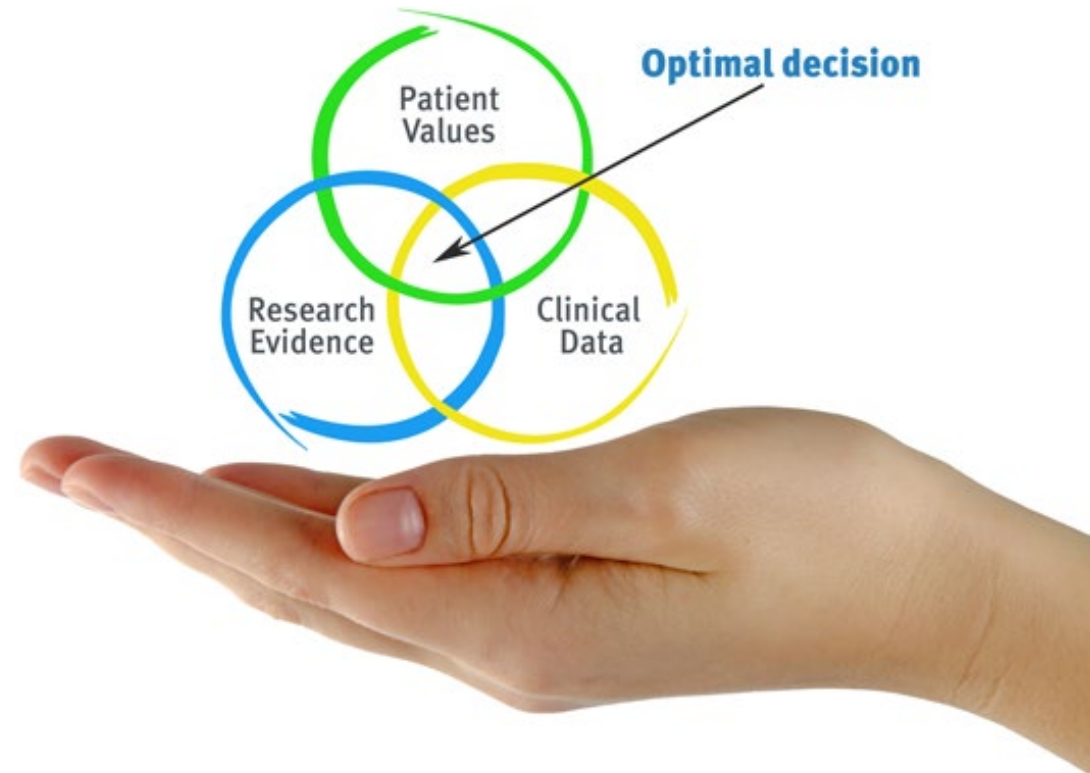 Optimal decision
Patient
Values
Research
Evidence
Clinical
Data